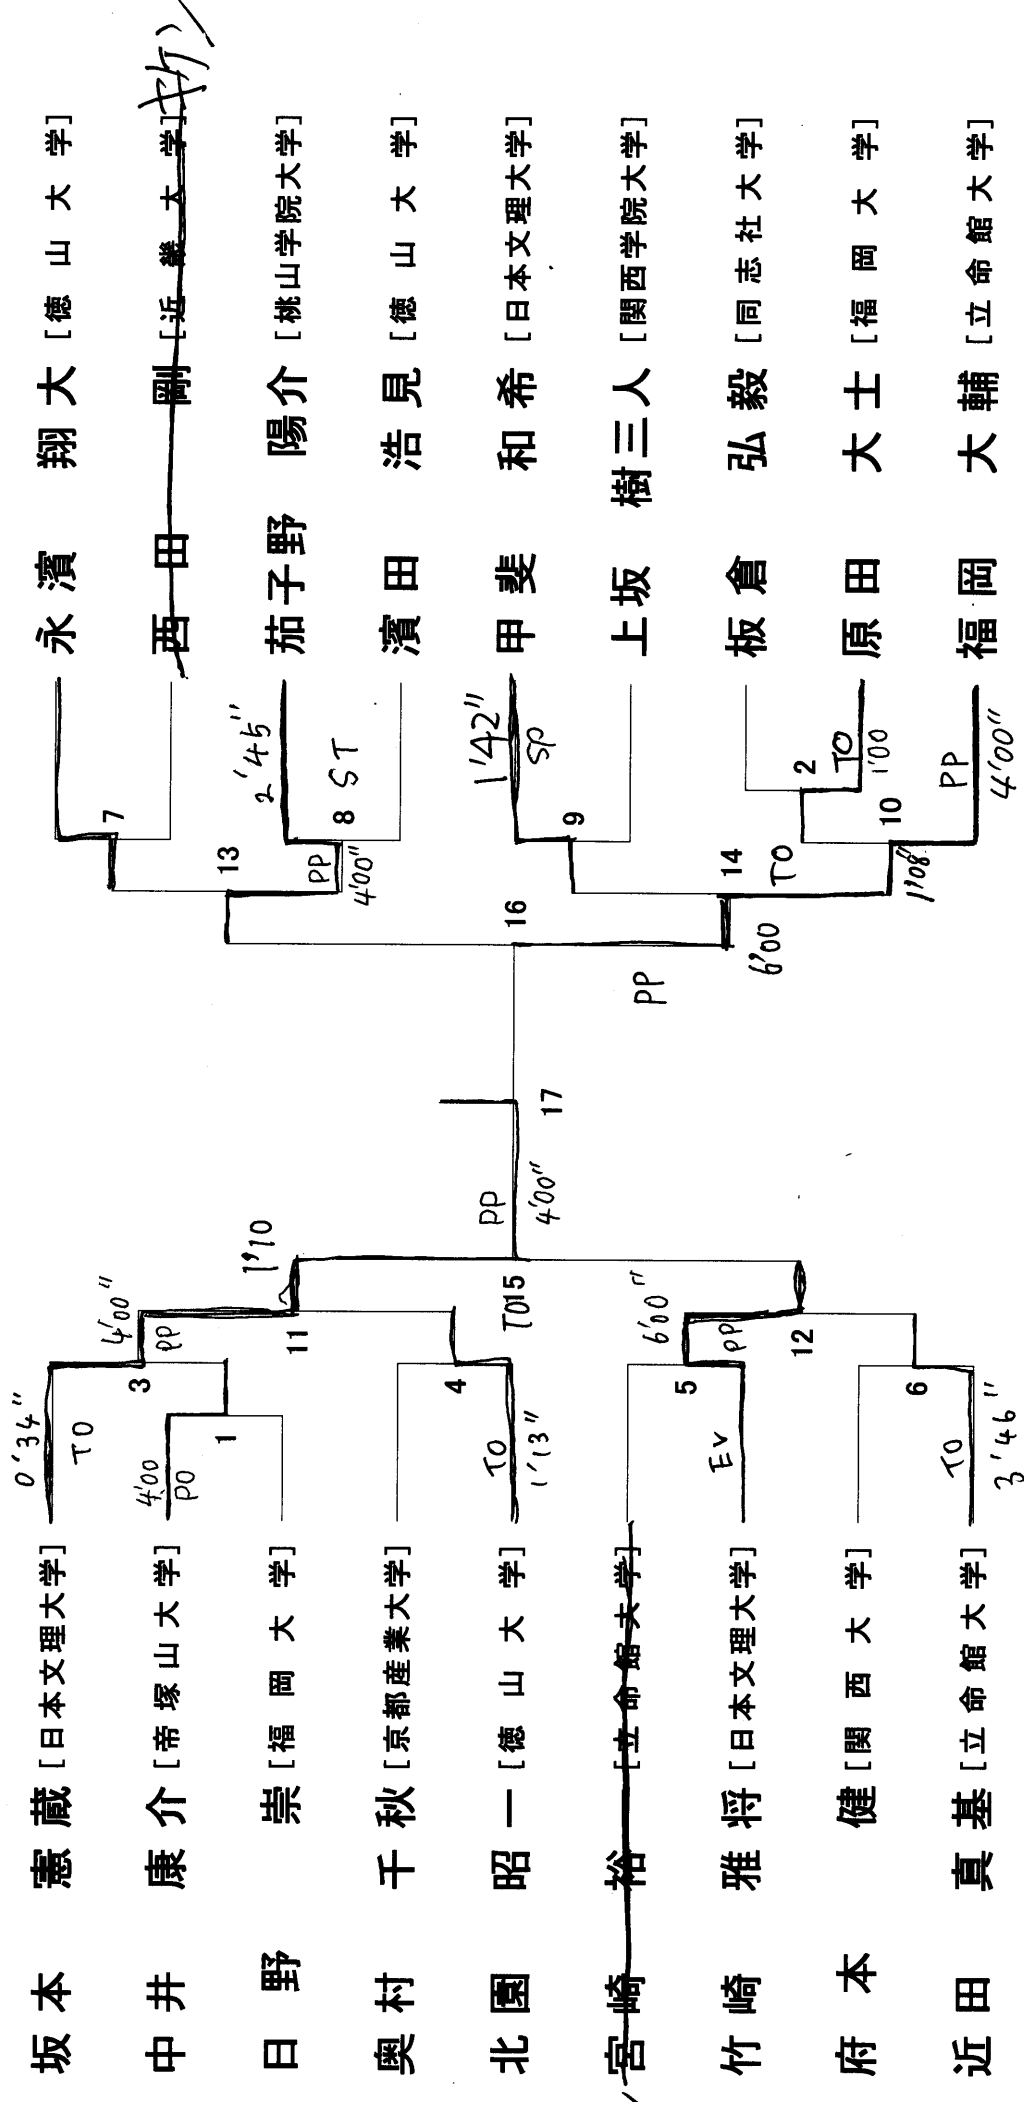 坂本 憲蔵 [日本文理大学]
中井 康介 [帝塚山大学]
日野 崇 [福岡大学]
奥村 千秋 [京都産業大学]
北園 昭一 [徳山大学]
宮崎 裕 [立命館大学]
竹崎 雅将 [日本文理大学]
府本 健 [関西大学]
近田 真基 [立命館大学]
0'34"
TO
4'00
PO
TO
1'13"
EV
TO
3'46"
1
3
4
5
6
4'00"
PP
6'00"
PP
11
12
1'10
TO
15
PP
4'00"
17
PP
6'00
16
13
14
PP
4'00"
TO
1'08"
7
8
9
10
2
2'45"
ST
1'42"
SP
TO
1'00
PP
4'00"
永濱 翔大 [徳山大学]
西田 剛 [近畿大学]
キケン
茄子野 陽介 [桃山学院大学]
濱田 浩見 [徳山大学]
甲斐 和希 [日本文理大学]
上坂 樹三人 [関西学院大学]
板倉 弘毅 [同志社大学]
原田 大士 [福岡大学]
福岡 大輔 [立命館大学]